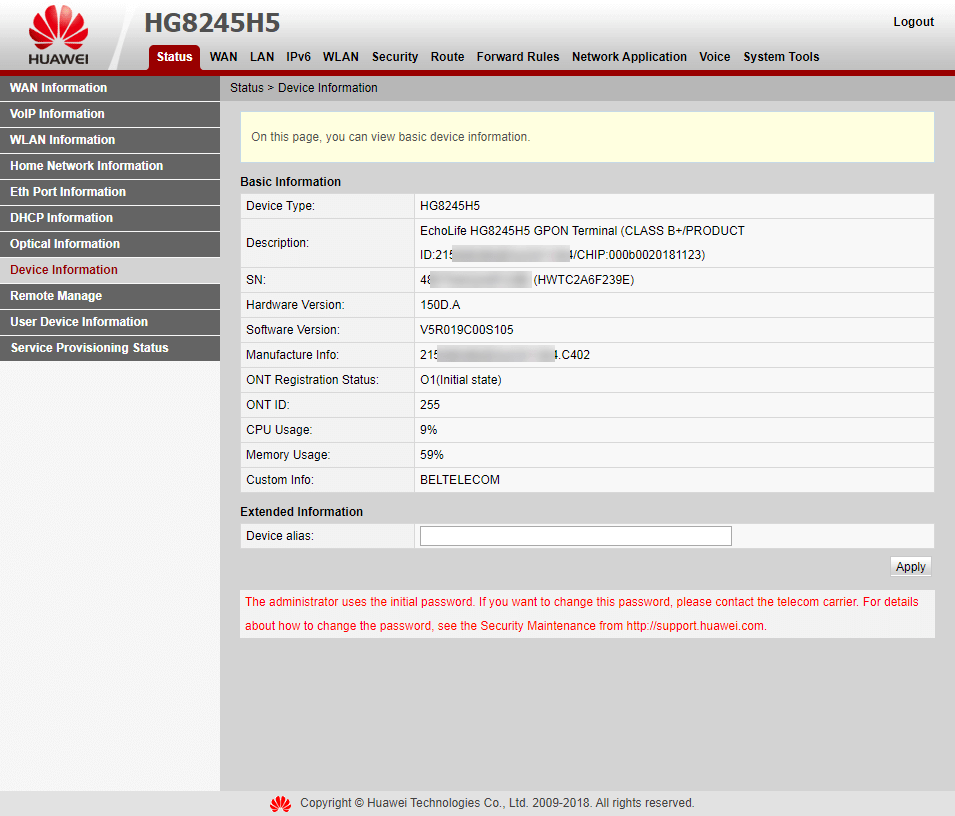 HUAWEI
HG8245H5
Logout
Status WAN LAN IPv6 WLAN Security Route Forward Rules Network Application Voice System Tools
WAN Information
VoIP Information
WLAN Information
Home Network Information
Eth Port Information
DHCP Information
Optical Information
Device Information
Remote Manage
User Device Information
Service Provisioning Status
Status > Device Information
On this page, you can view basic device information.
Basic Information
Device Type: HG8245H5
Description: EchoLife HG8245H5 GPON Terminal (CLASS B+/PRODUCT
ID:215 4/CHIP:000b0020181123)
SN: 48 (HWTC2A6F239E)
Hardware Version: 150D.A
Software Version: V5R019C00S105
Manufacture Info: 215 4.C402
ONT Registration Status: O1(Initial state)
ONT ID: 255
CPU Usage: 9%
Memory Usage: 59%
Custom Info: BELTELECOM
Extended Information
Device alias:
Apply
The administrator uses the initial password. If you want to change this password, please contact the telecom carrier. For details
about how to change the password, see the Security Maintenance from http://support.huawei.com.
Copyright © Huawei Technologies Co., Ltd. 2009-2018. All rights reserved.